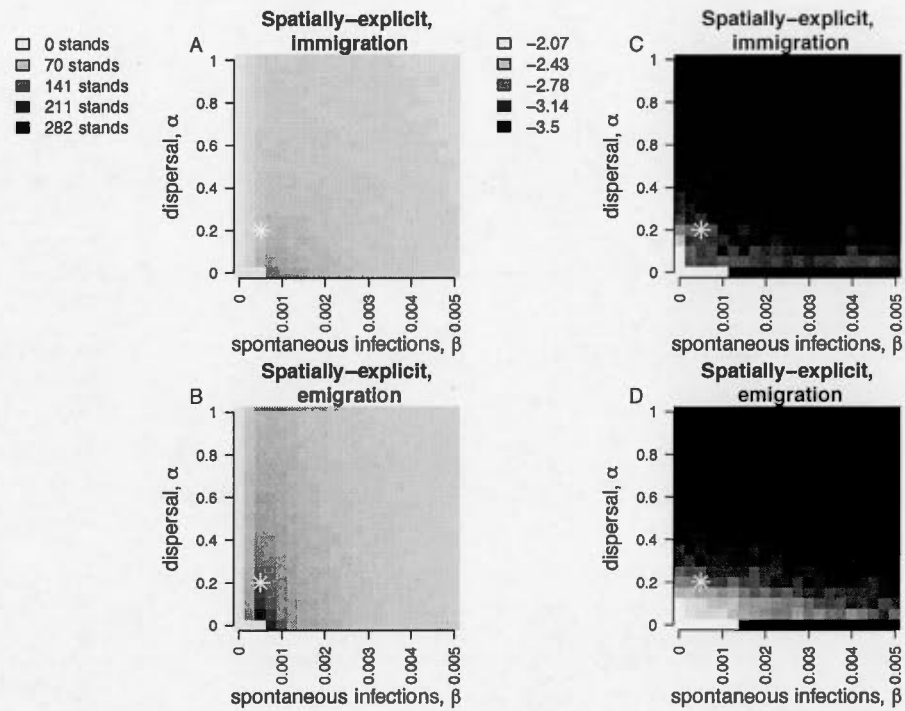 0 stands
70 stands
141 stands
211 stands
282 stands
A
Spatially–explicit,
immigration
dispersal, α
1
0.8
0.6
0.4
0.2
0
0
0.001
0.002
0.003
0.004
0.005
spontaneous infections, β
−2.07
−2.43
−2.78
−3.14
−3.5
C
Spatially–explicit,
immigration
dispersal, α
1
0.8
0.6
0.4
0.2
0
0
0.001
0.002
0.003
0.004
0.005
spontaneous infections, β
B
Spatially–explicit,
emigration
dispersal, α
1
0.8
0.6
0.4
0.2
0
0
0.001
0.002
0.003
0.004
0.005
spontaneous infections, β
D
Spatially–explicit,
emigration
dispersal, α
1
0.8
0.6
0.4
0.2
0
0
0.001
0.002
0.003
0.004
0.005
spontaneous infections, β